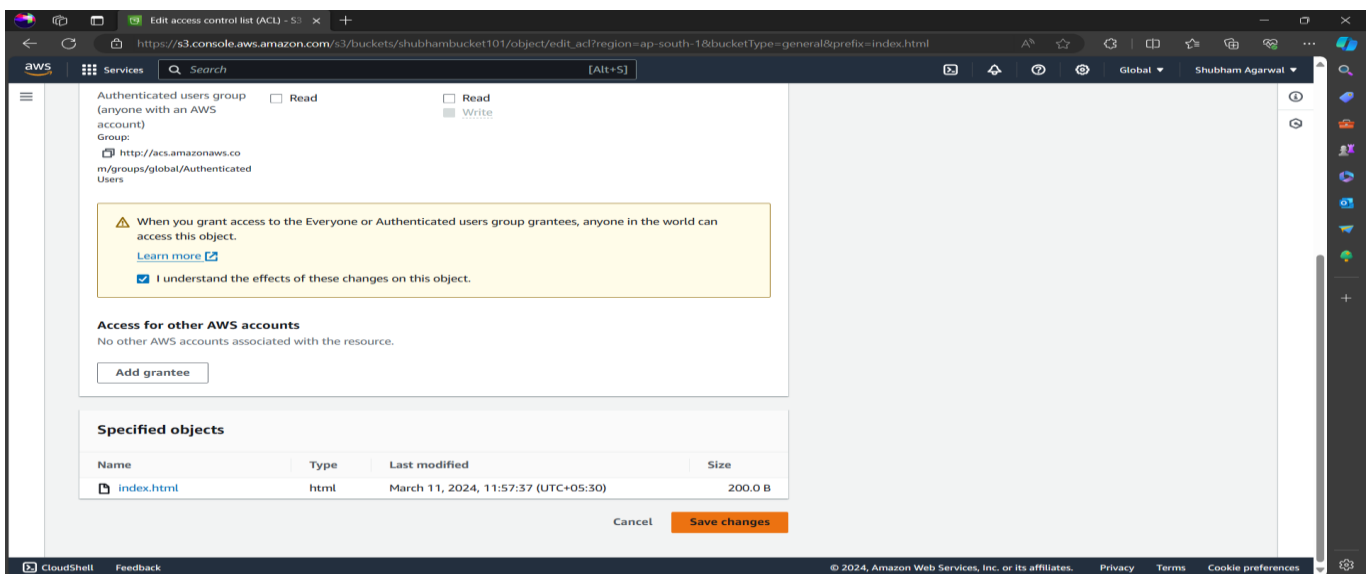 Edit access control list (ACL) - S3
https://s3.console.aws.amazon.com/s3/buckets/shubhambucket101/object/edit_acl?region=ap-south-1&bucketType=general&prefix=index.html
aws Services Search [Alt+S] Global Shubham Agarwal
Authenticated users group Read Read
(anyone with an AWS Write
account)
Group:
http://acs.amazonaws.co
m/groups/global/Authenticated
Users
When you grant access to the Everyone or Authenticated users group grantees, anyone in the world can
access this object.
Learn more
I understand the effects of these changes on this object.
Access for other AWS accounts
No other AWS accounts associated with the resource.
Add grantee
Specified objects
Name Type Last modified Size
index.html html March 11, 2024, 11:57:37 (UTC+05:30) 200.0 B
Cancel Save changes
CloudShell Feedback © 2024, Amazon Web Services, Inc. or its affiliates. Privacy Terms Cookie preferences